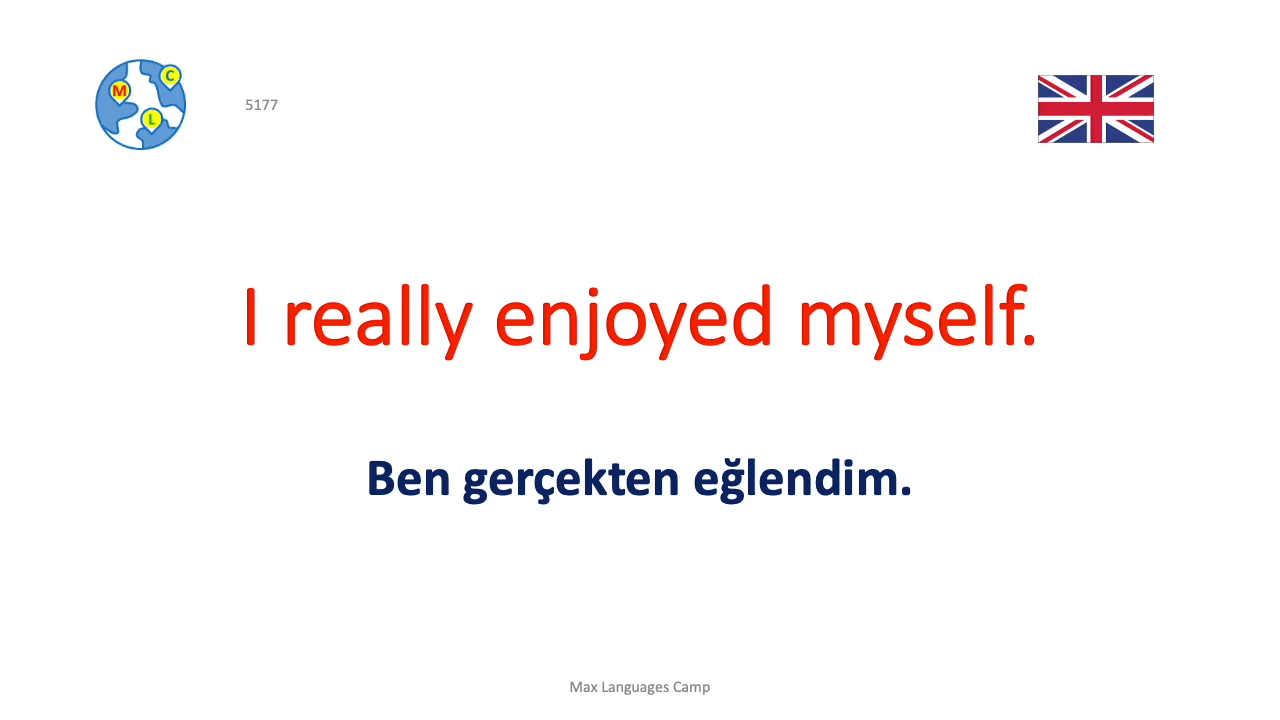 M
C
L
5177
I really enjoyed myself.
Ben gerçekten eğlendim.
Max Languages Camp